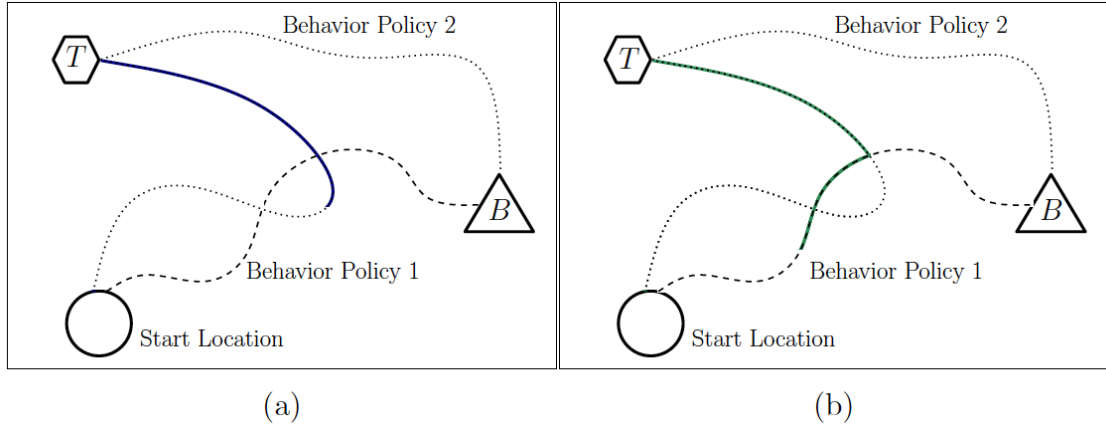 Behavior Policy 2
T
B
Behavior Policy 1
Start Location
(a)
Behavior Policy 2
T
B
Behavior Policy 1
Start Location
(b)